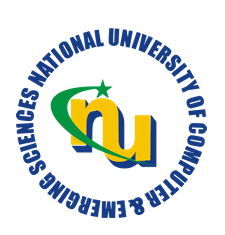 NATIONAL UNIVERSITY OF COMPUTER & EMERGING SCIENCES
nu